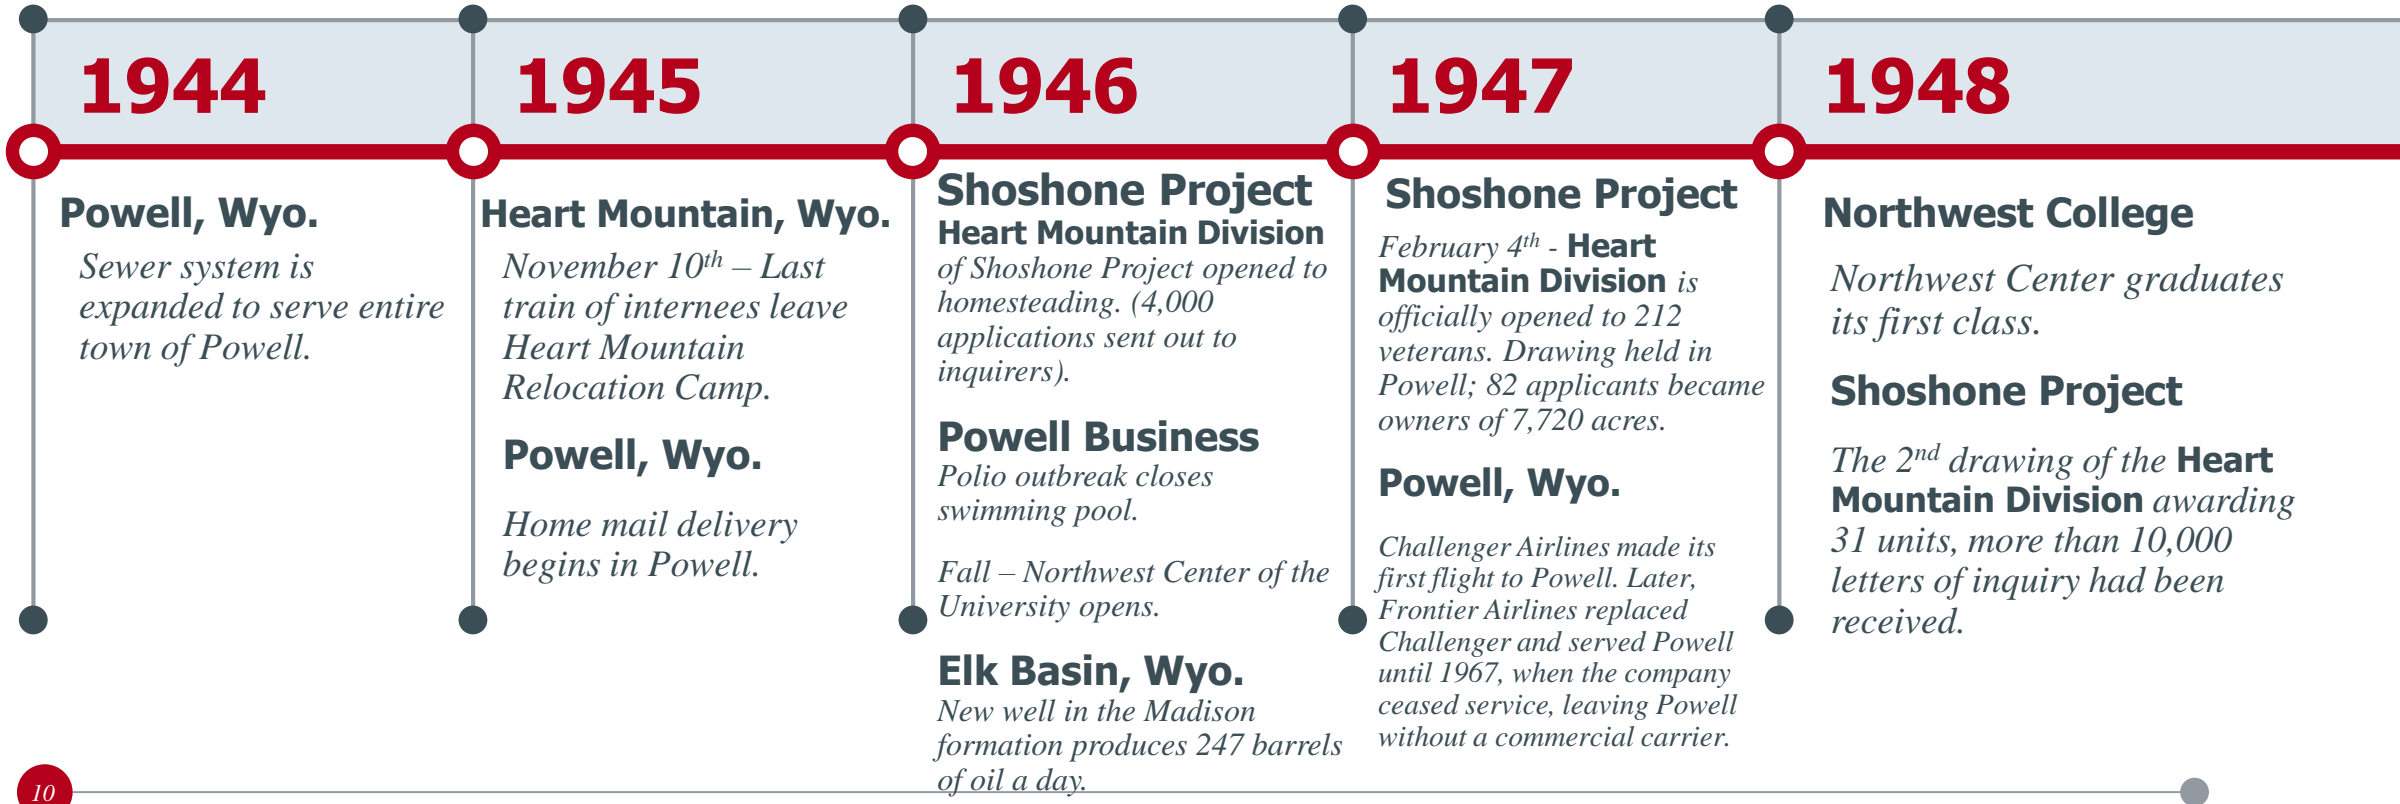 1944
Powell, Wyo.
Sewer system is
expanded to serve entire
town of Powell.
1945
Heart Mountain, Wyo.
November 10th – Last
train of internees leave
Heart Mountain
Relocation Camp.
Powell, Wyo.
Home mail delivery
begins in Powell.
1946
Shoshone Project
Heart Mountain Division
of Shoshone Project opened to
homesteading. (4,000
applications sent out to
inquirers).
Powell Business
Polio outbreak closes
swimming pool.
Fall – Northwest Center of the
University opens.
Elk Basin, Wyo.
New well in the Madison
formation produces 247 barrels
of oil a day.
1947
Shoshone Project
February 4th - Heart
Mountain Division is
officially opened to 212
veterans. Drawing held in
Powell; 82 applicants became
owners of 7,720 acres.
Powell, Wyo.
Challenger Airlines made its
first flight to Powell. Later,
Frontier Airlines replaced
Challenger and served Powell
until 1967, when the company
ceased service, leaving Powell
without a commercial carrier.
1948
Northwest College
Northwest Center graduates
its first class.
Shoshone Project
The 2nd drawing of the Heart
Mountain Division awarding
31 units, more than 10,000
letters of inquiry had been
received.
10